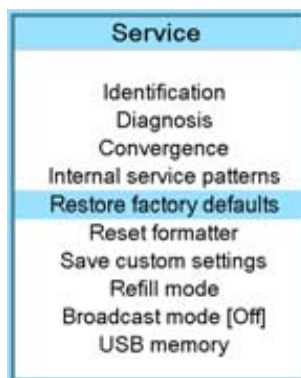 Service
Identification
Diagnosis
Convergence
Internal service patterns
Restore factory defaults
Reset formatter
Save custom settings
Refill mode
Broadcast mode [Off]
USB memory